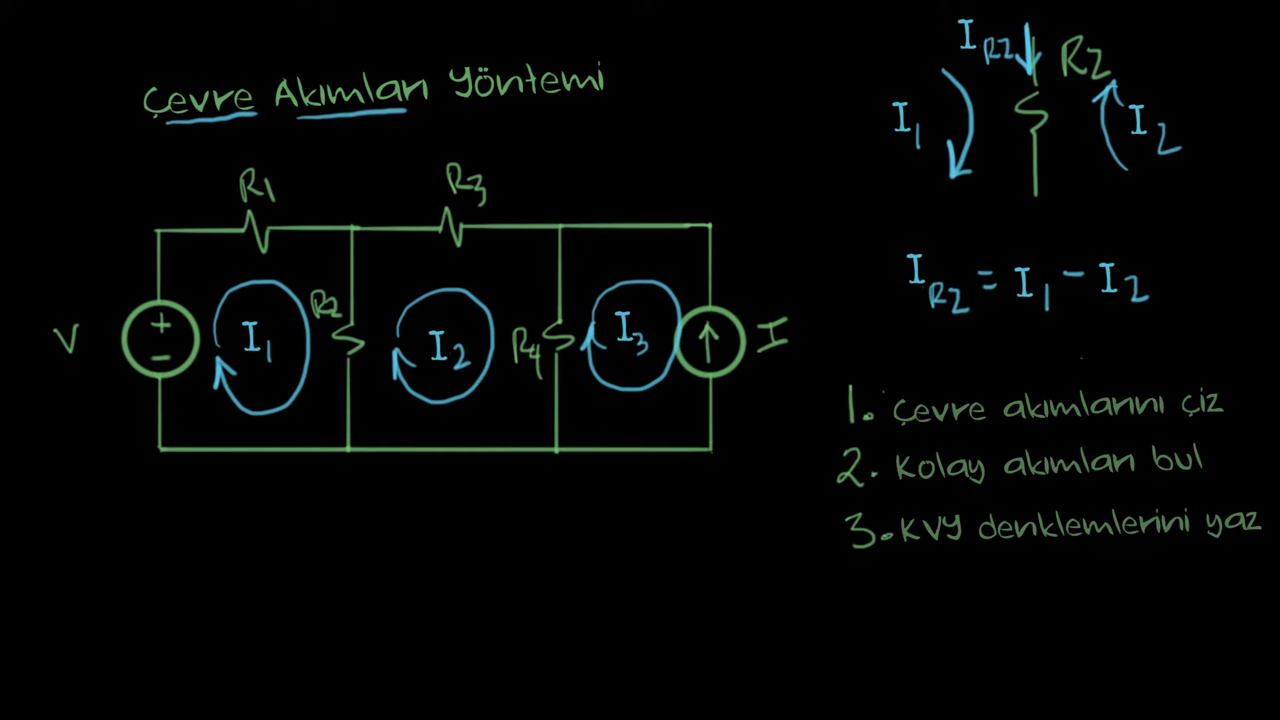 Çevre Akımları Yöntemi
R1
R3
V
+
−
I1
R2
I2
R4
I3
I
IR2
R2
I1
I2
IR2 = I1 - I2
1. Çevre akımlarını çiz
2. Kolay akımları bul
3. KVY denklemlerini yaz